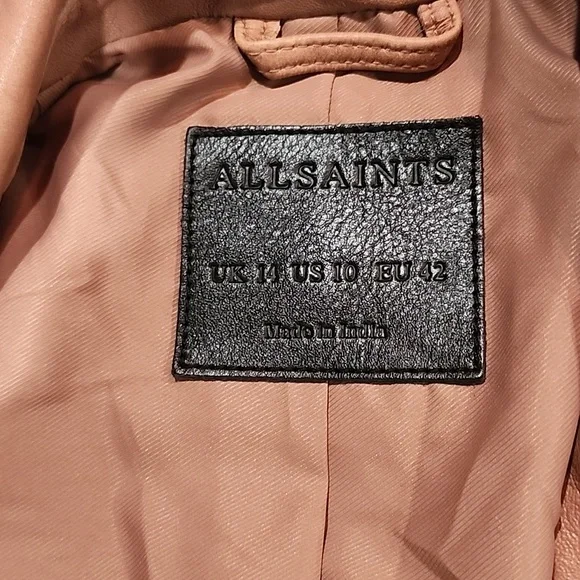 ALLSAINTS
UK 14 US 10 EU 42
Made in India